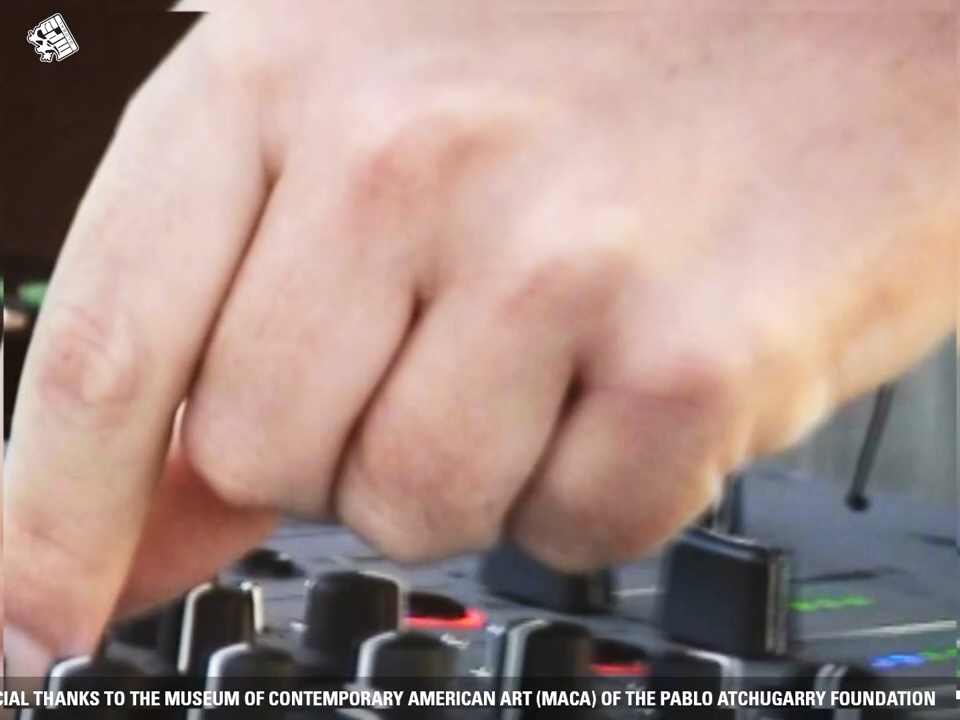 CIAL THANKS TO THE MUSEUM OF CONTEMPORARY AMERICAN ART (MACA) OF THE PABLO ATCHUGARRY FOUNDATION